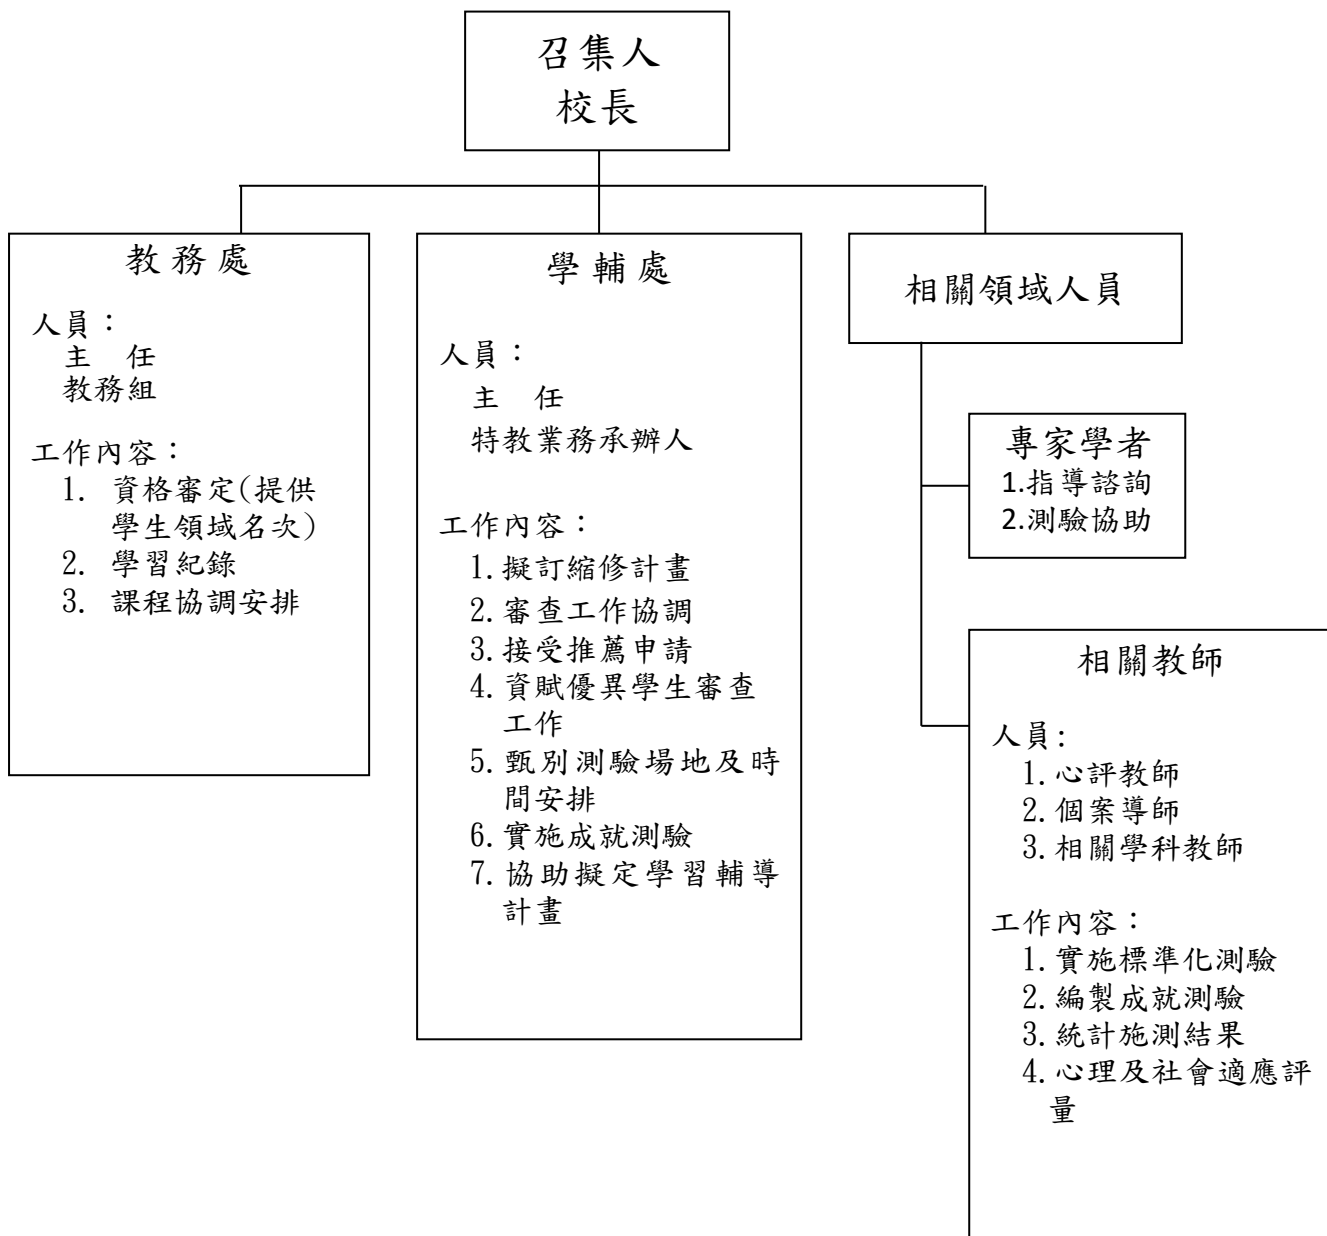 召集人
校長
教務處
人員：
主　任
教務組
工作內容：
1. 資格審定(提供
學生領域名次)
2. 學習紀錄
3. 課程協調安排
學輔處
人員：
主　任
特教業務承辦人
工作內容：
1.擬訂縮修計畫
2.審查工作協調
3.接受推薦申請
4.資賦優異學生審查
工作
5.甄別測驗場地及時
間安排
6.實施成就測驗
7.協助擬定學習輔導
計畫
相關領域人員
專家學者
1.指導諮詢
2.測驗協助
相關教師
人員:
1.心評教師
2.個案導師
3.相關學科教師
工作內容：
1.實施標準化測驗
2.編製成就測驗
3.統計施測結果
4.心理及社會適應評
量